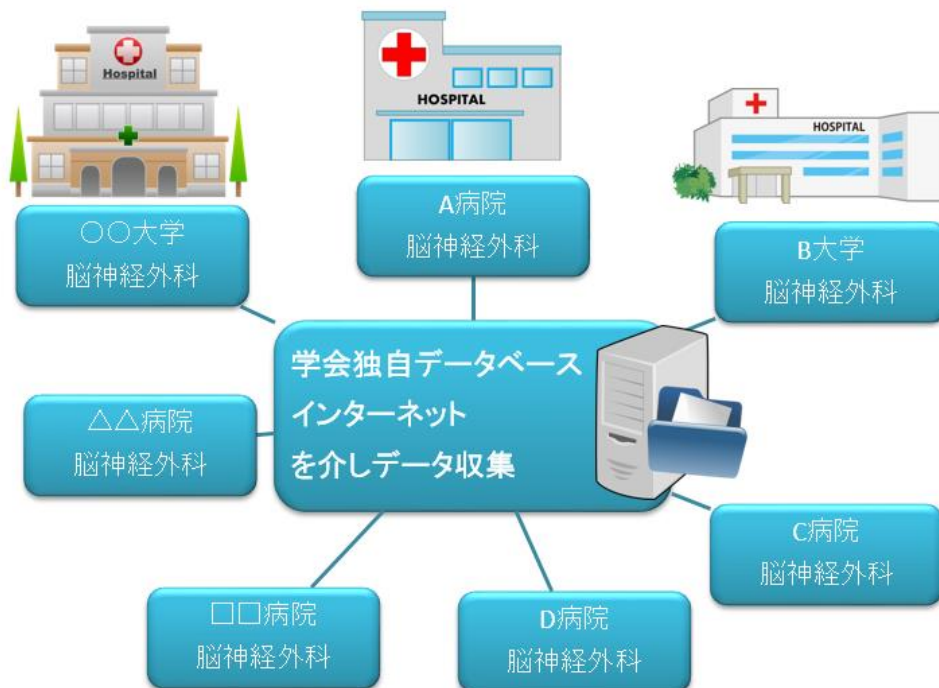 Hospital
HOSPITAL
HOSPITAL
○○大学
脳神経外科
A病院
脳神経外科
B大学
脳神経外科
学会独自データベース
インターネット
を介しデータ収集
△△病院
脳神経外科
C病院
脳神経外科
□□病院
脳神経外科
D病院
脳神経外科